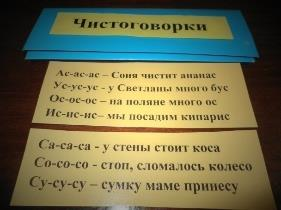 Чистоговорки
Ас-ас-ас – Соня чистит ананас
Ус-ус-ус - у Светланы много бус
Ос-ос-ос – на поляне много ос
Ис-ис-ис– мы посадим кипарис
Са-са-са - у стены стоит коса
Со-со-со - стоп, сломалось колесо
Су-су-су – сумку маме принесу